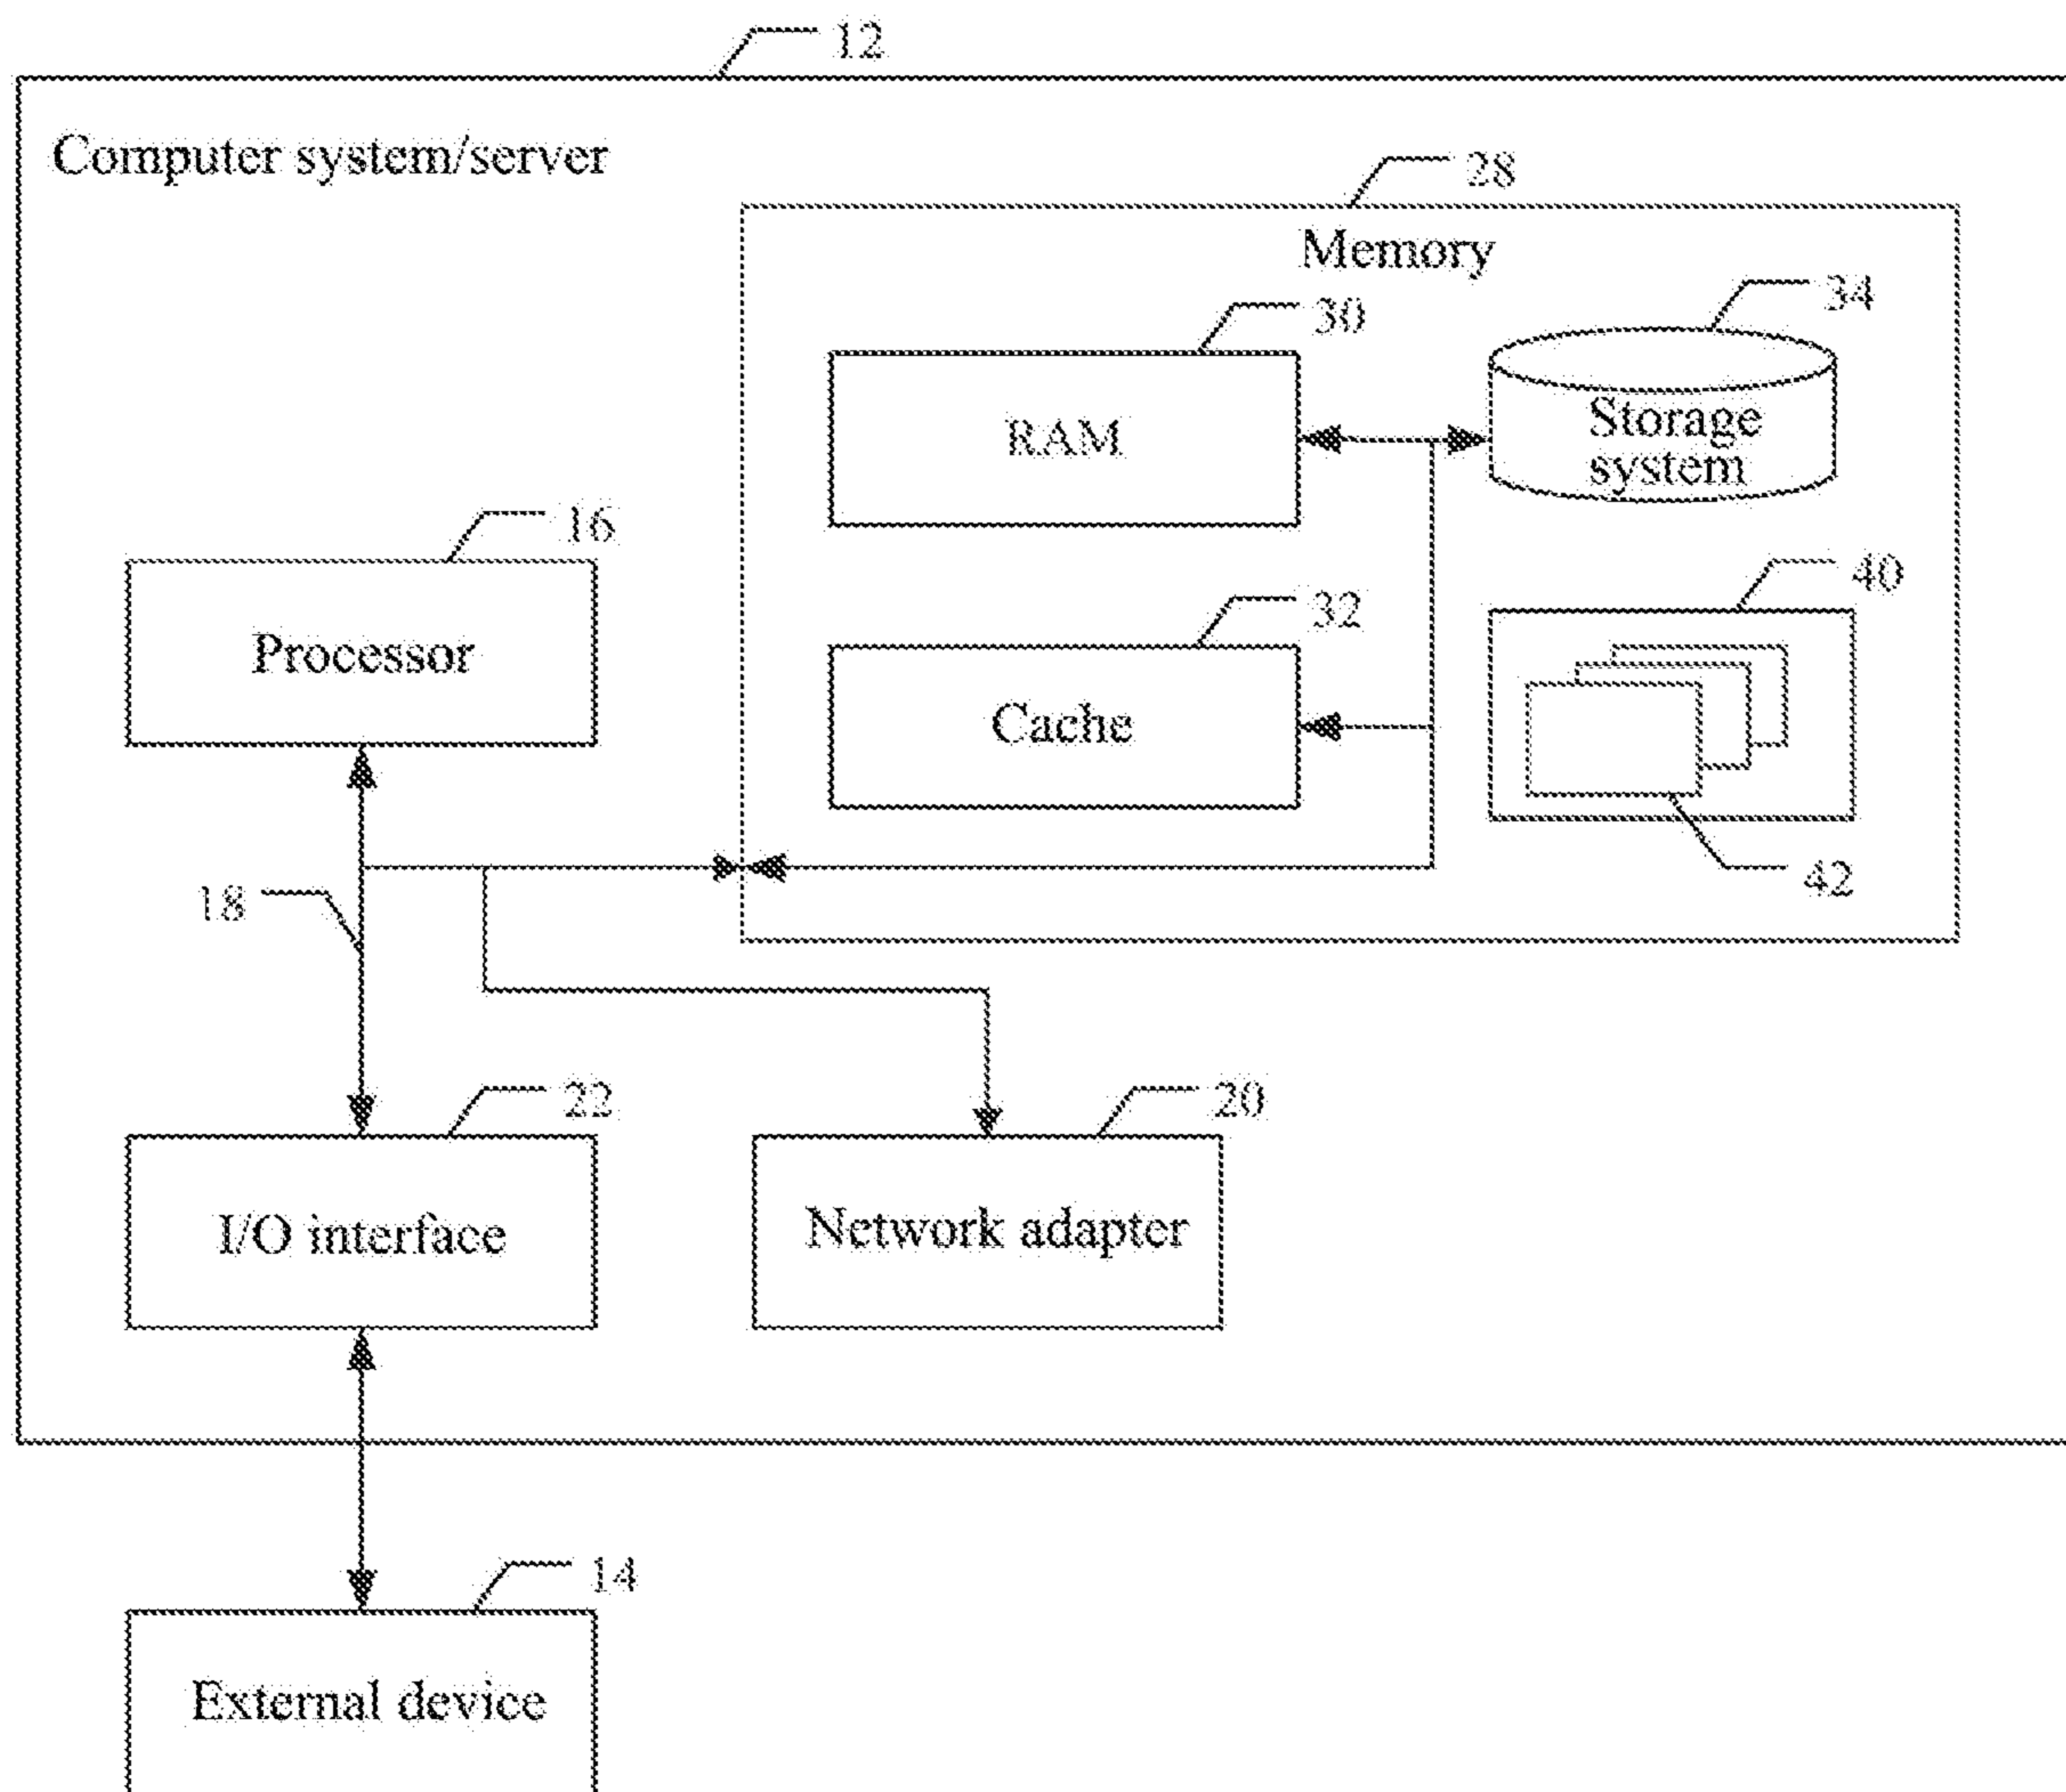 12
Computer system/server
28
Memory
34
30
RAM
Storage
system
16
40
32
Processor
Cache
42
18
22
20
I/O interface
Network adapter
14
External device